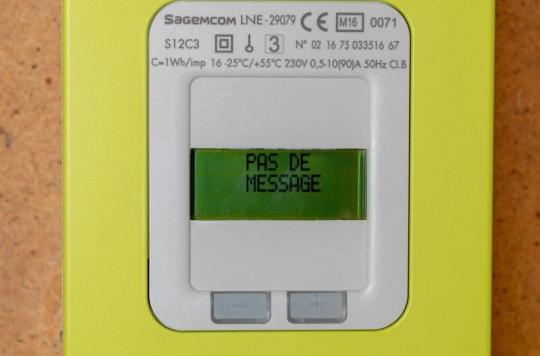 SAGEMCOM LNE-29079 CE M16 0071
S12C3 3 N° 02 16 75 033516 67
C=1Wh/imp 16 -25°C/+55°C 230V 0,5-10(90)A 50Hz Cl.B
PAS DE
MESSAGE
- +